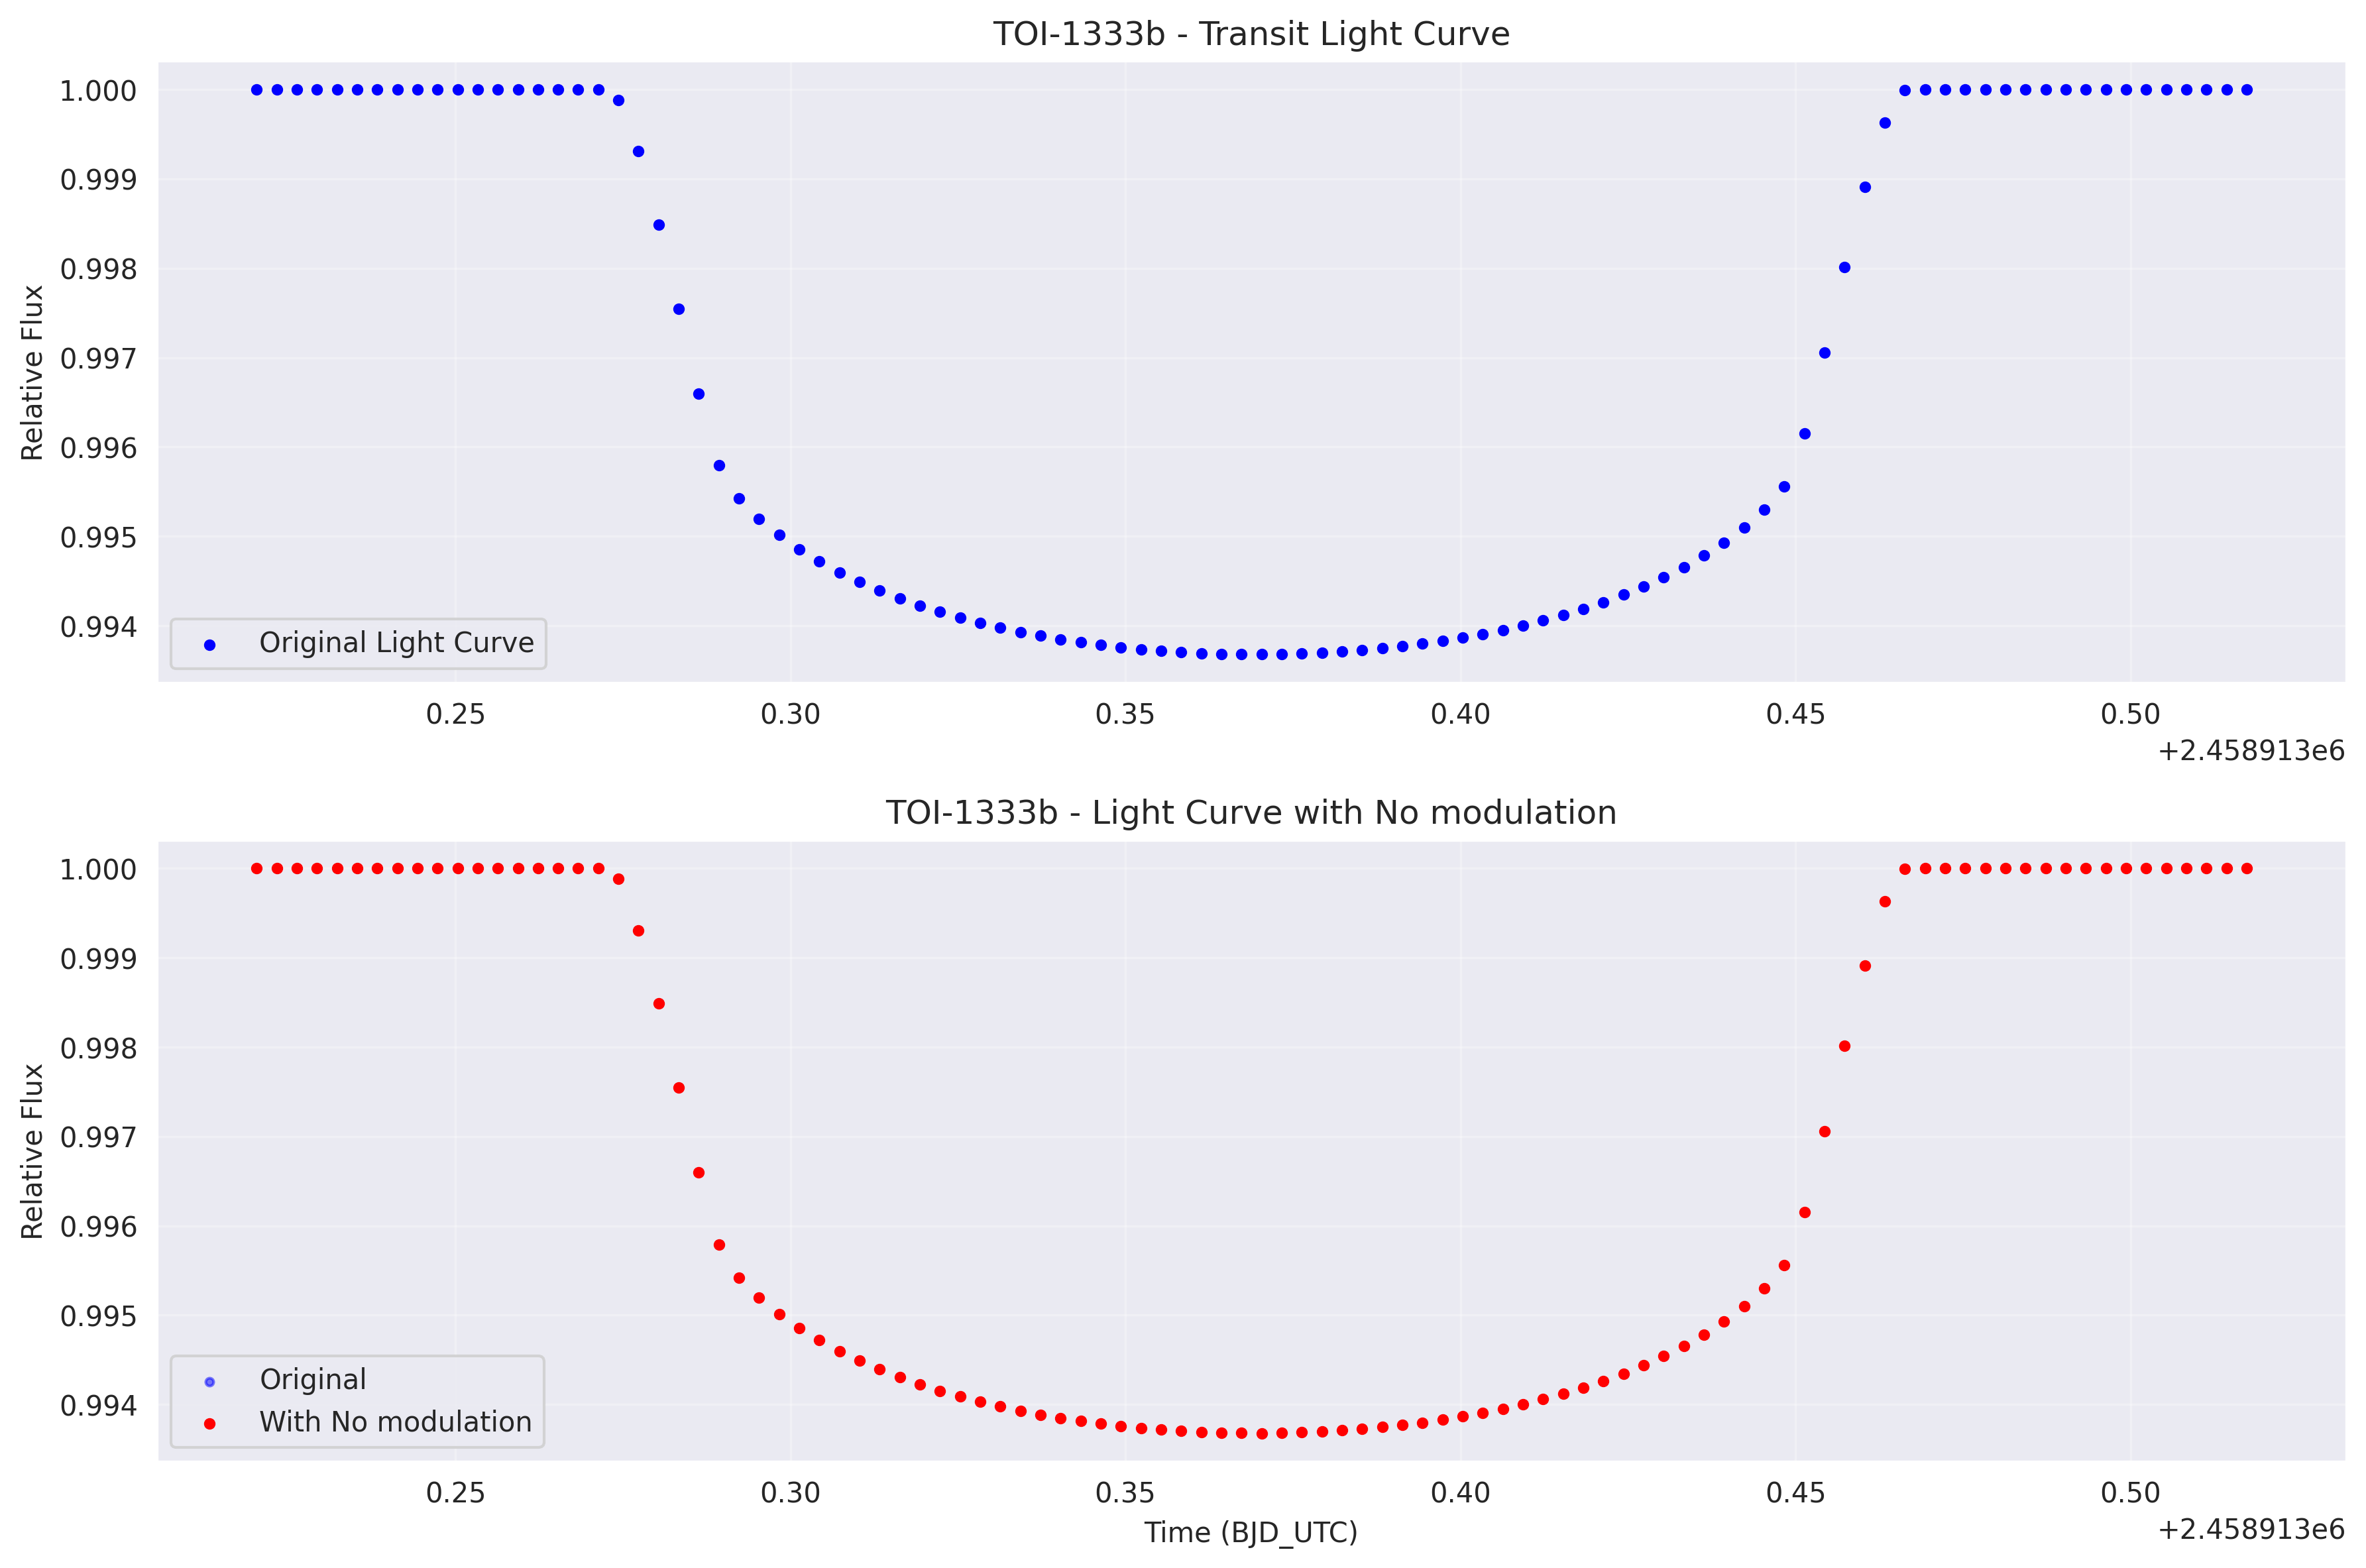 TOI-1333b - Transit Light Curve
1.000
0.999
0.998
0.997
0.996
0.995
0.994
Relative Flux
Original Light Curve
0.25 0.30 0.35 0.40 0.45 0.50
+2.458913e6
TOI-1333b - Light Curve with No modulation
1.000
0.999
0.998
0.997
0.996
0.995
0.994
Relative Flux
Original
With No modulation
0.25 0.30 0.35 0.40 0.45 0.50
Time (BJD_UTC)
+2.458913e6